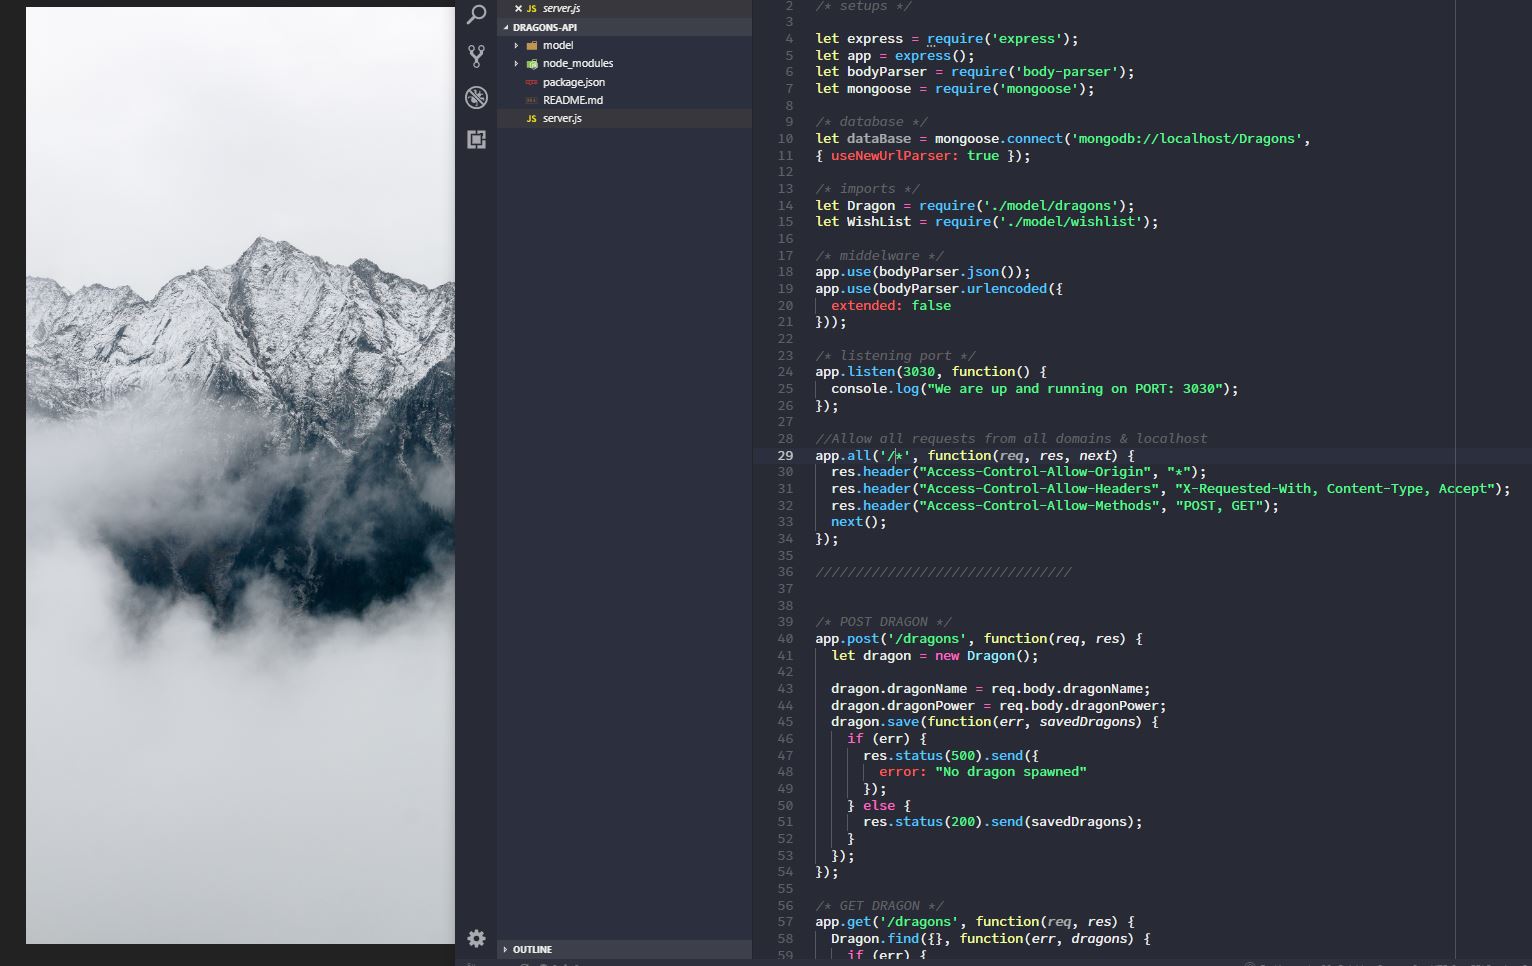 server.js
DRAGONS-API
model
node_modules
package.json
README.md
JS server.js
OUTLINE
2 /* setups */
3
4 let express = require('express');
5 let app = express();
6 let bodyParser = require('body-parser');
7 let mongoose = require('mongoose');
8
9 /* database */
10 let dataBase = mongoose.connect('mongodb://localhost/Dragons',
11 { useNewUrlParser: true });
12
13 /* imports */
14 let Dragon = require('./model/dragons');
15 let WishList = require('./model/wishlist');
16
17 /* middelware */
18 app.use(bodyParser.json());
19 app.use(bodyParser.urlencoded({
20 extended: false
21 }));
22
23 /* listening port */
24 app.listen(3030, function() {
25 console.log("We are up and running on PORT: 3030");
26 });
27
28 //Allow all requests from all domains & localhost
29 app.all('/*', function(req, res, next) {
30 res.header("Access-Control-Allow-Origin", "*");
31 res.header("Access-Control-Allow-Headers", "X-Requested-With, Content-Type, Accept");
32 res.header("Access-Control-Allow-Methods", "POST, GET");
33 next();
34 });
35
36 ////////////////////////////////
37
38
39 /* POST DRAGON */
40 app.post('/dragons', function(req, res) {
41 let dragon = new Dragon();
42
43 dragon.dragonName = req.body.dragonName;
44 dragon.dragonPower = req.body.dragonPower;
45 dragon.save(function(err, savedDragons) {
46 if (err) {
47 res.status(500).send({
48 error: "No dragon spawned"
49 });
50 } else {
51 res.status(200).send(savedDragons);
52 }
53 });
54 });
55
56 /* GET DRAGON */
57 app.get('/dragons', function(req, res) {
58 Dragon.find({}, function(err, dragons) {
59 if (err) {